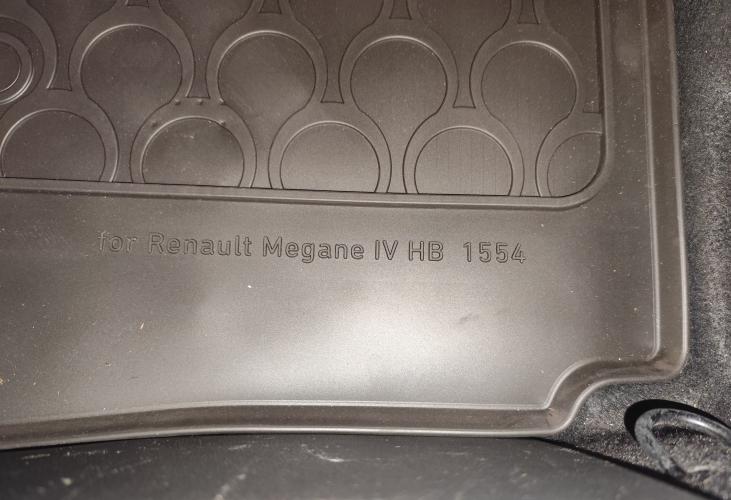 for Renault Megane IV HB 1554